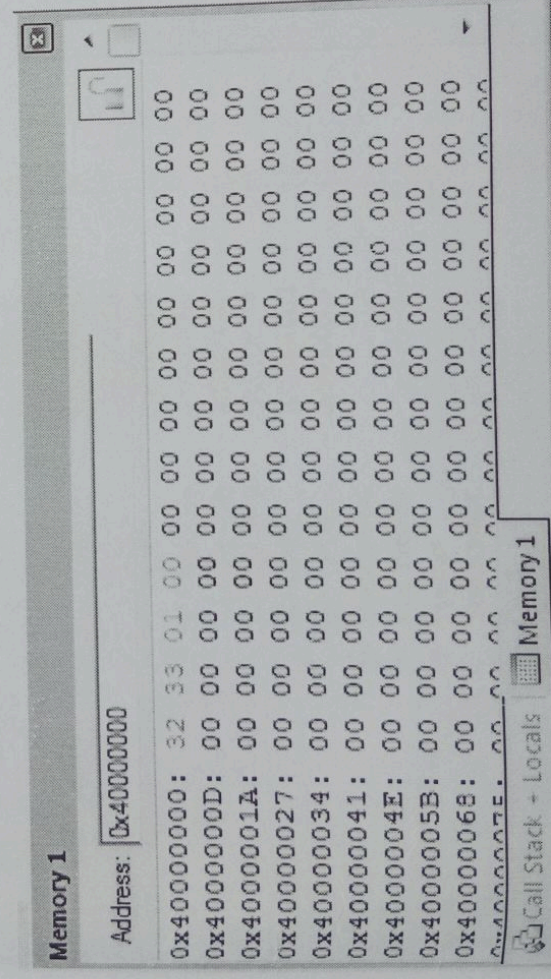 Memory 1
Address: 0x40000000
0x40000000: 32 33 01 00 00 00 00 00 00 00 00 00 00
0x4000000D: 00 00 00 00 00 00 00 00 00 00 00 00 00
0x4000001A: 00 00 00 00 00 00 00 00 00 00 00 00 00
0x40000027: 00 00 00 00 00 00 00 00 00 00 00 00 00
0x40000034: 00 00 00 00 00 00 00 00 00 00 00 00 00
0x40000041: 00 00 00 00 00 00 00 00 00 00 00 00 00
0x4000004E: 00 00 00 00 00 00 00 00 00 00 00 00 00
0x4000005B: 00 00 00 00 00 00 00 00 00 00 00 00 00
0x40000068: 00 00 00 00 00 00 00 00 00 00 00 00 00
Call Stack + Locals Memory 1